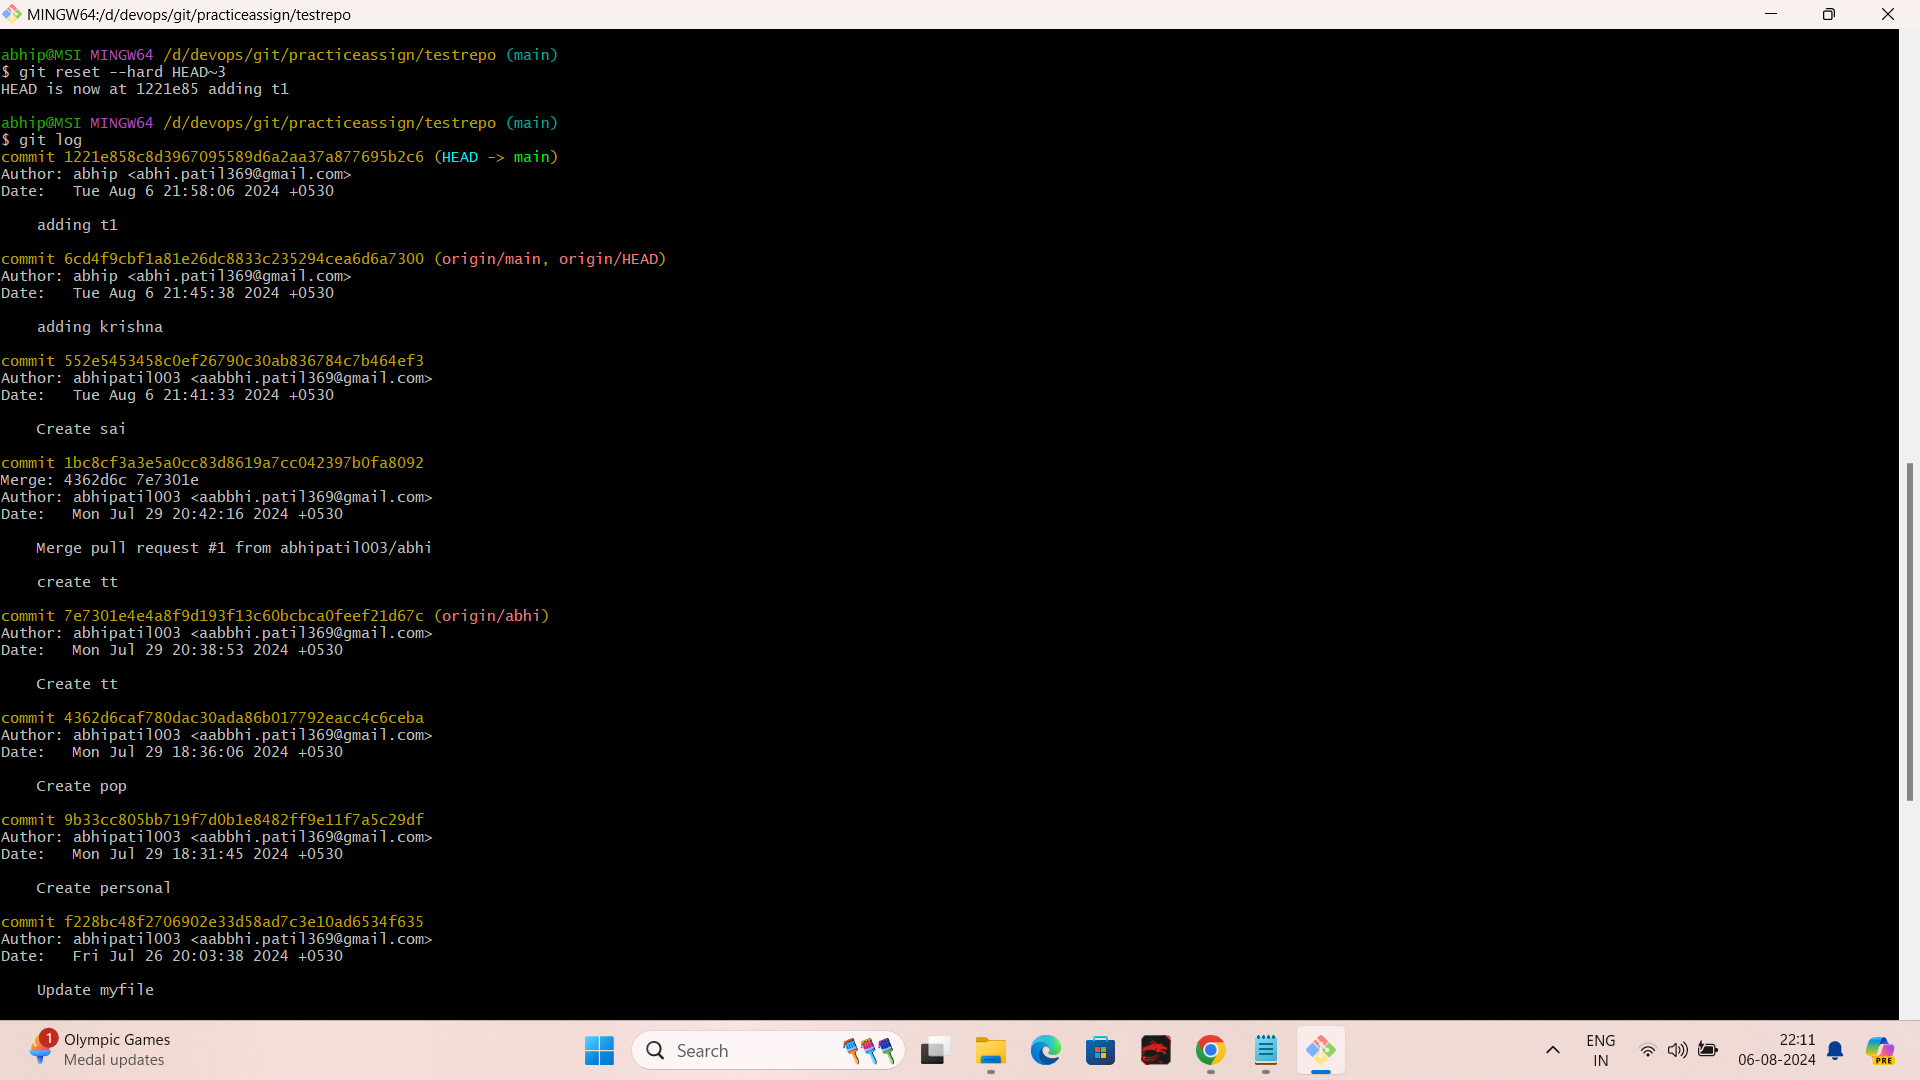 MINGW64:/d/devops/git/practiceassign/testrepo
abhip@MSI MINGW64 /d/devops/git/practiceassign/testrepo (main)
$ git reset --hard HEAD~3
HEAD is now at 1221e85 adding t1
abhip@MSI MINGW64 /d/devops/git/practiceassign/testrepo (main)
$ git log
commit 1221e858c8d3967095589d6a2aa37a877695b2c6 (HEAD -> main)
Author: abhip <abhi.patil369@gmail.com>
Date:   Tue Aug 6 21:58:06 2024 +0530
    adding t1
commit 6cd4f9cbf1a81e26dc8833c235294cea6d6a7300 (origin/main, origin/HEAD)
Author: abhip <abhi.patil369@gmail.com>
Date:   Tue Aug 6 21:45:38 2024 +0530
    adding krishna
commit 552e5453458c0ef26790c30ab836784c7b464ef3
Author: abhipatil003 <aabbhi.patil369@gmail.com>
Date:   Tue Aug 6 21:41:33 2024 +0530
    Create sai
commit 1bc8cf3a3e5a0cc83d8619a7cc042397b0fa8092
Merge: 4362d6c 7e7301e
Author: abhipatil003 <aabbhi.patil369@gmail.com>
Date:   Mon Jul 29 20:42:16 2024 +0530
    Merge pull request #1 from abhipatil003/abhi
    create tt
commit 7e7301e4e4a8f9d193f13c60bcbca0feef21d67c (origin/abhi)
Author: abhipatil003 <aabbhi.patil369@gmail.com>
Date:   Mon Jul 29 20:38:53 2024 +0530
    Create tt
commit 4362d6caf780dac30ada86b017792eacc4c6ceba
Author: abhipatil003 <aabbhi.patil369@gmail.com>
Date:   Mon Jul 29 18:36:06 2024 +0530
    Create pop
commit 9b33cc805bb719f7d0b1e8482ff9e11f7a5c29df
Author: abhipatil003 <aabbhi.patil369@gmail.com>
Date:   Mon Jul 29 18:31:45 2024 +0530
    Create personal
commit f228bc48f2706902e33d58ad7c3e10ad6534f635
Author: abhipatil003 <aabbhi.patil369@gmail.com>
Date:   Fri Jul 26 20:03:38 2024 +0530
    Update myfile
1
Olympic Games
Medal updates
Search
ENG
IN
22:11
06-08-2024
PRE